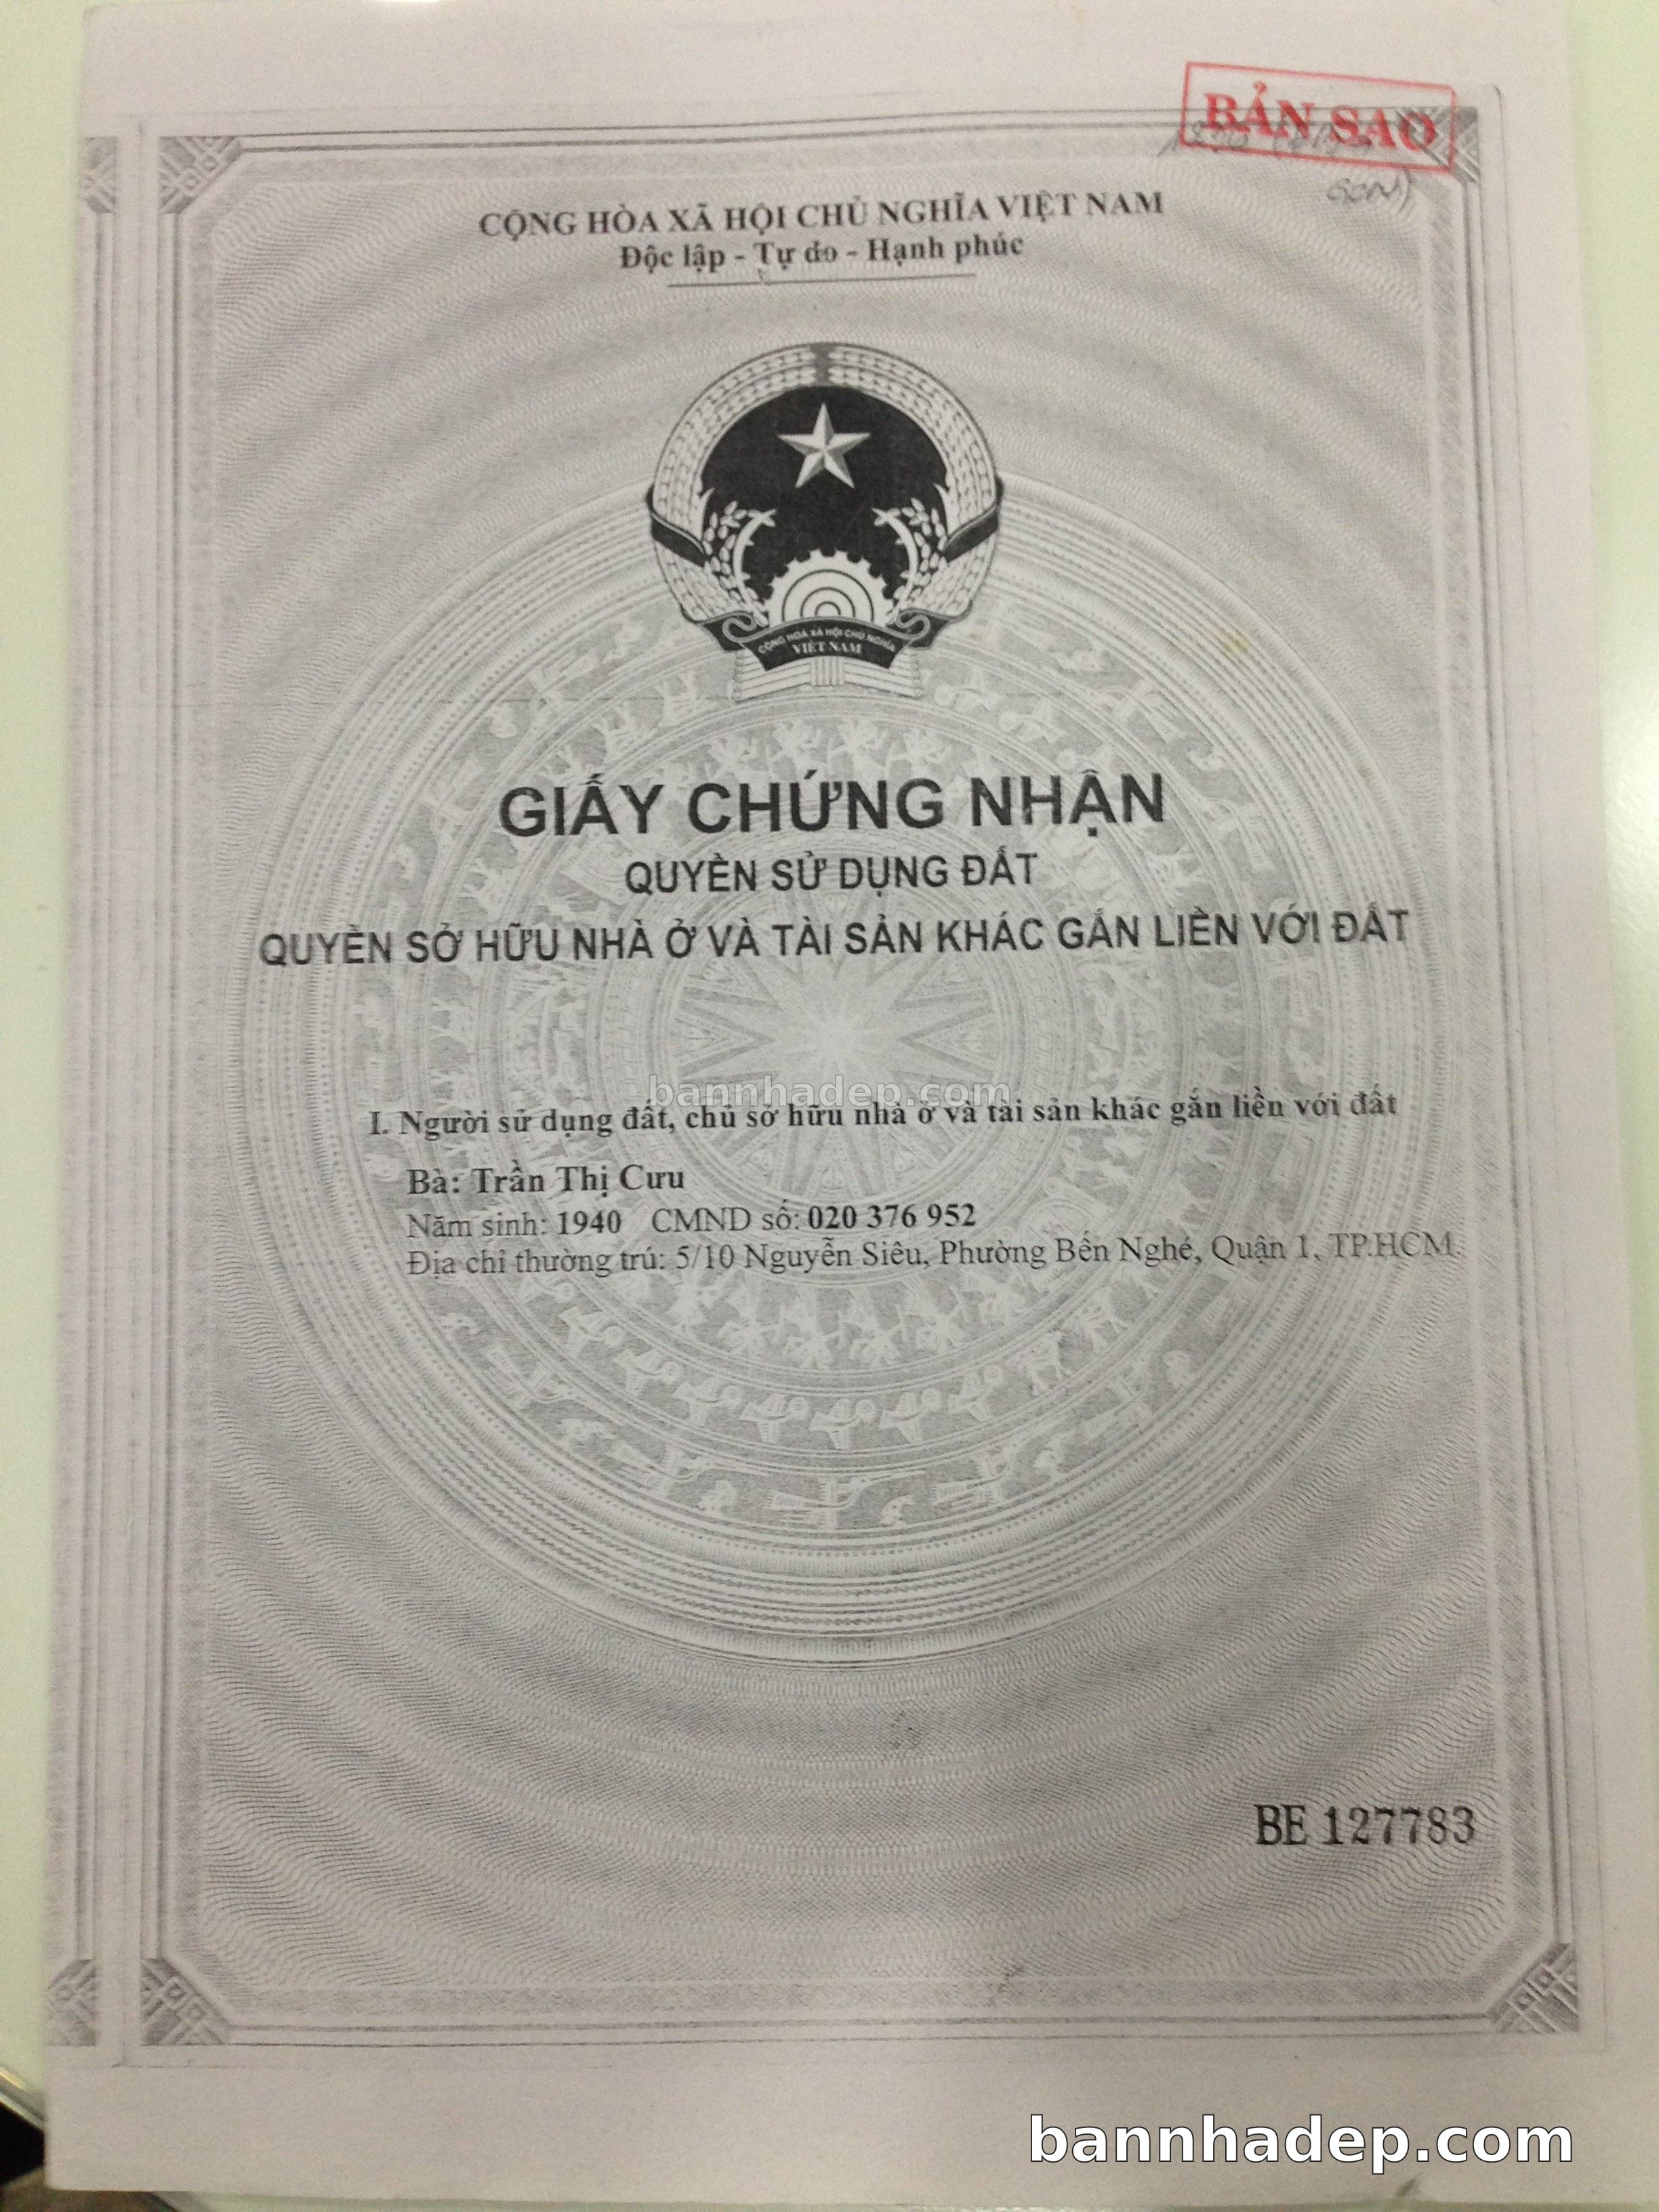 BẢN SAO
CỘNG HÒA XÃ HỘI CHỦ NGHĨA VIỆT NAM
Độc lập - Tự do - Hạnh phúc
CỘNG HÒA XÃ HỘI CHỦ NGHĨA
VIỆT NAM
GIẤY CHỨNG NHẬN
QUYỀN SỬ DỤNG ĐẤT
QUYỀN SỞ HỮU NHÀ Ở VÀ TÀI SẢN KHÁC GẮN LIỀN VỚI ĐẤT
bannhadep.com
I. Người sử dụng đất, chủ sở hữu nhà ở và tài sản khác gắn liền với đất
Bà: Trần Thị Cưu
Năm sinh: 1940 CMND số: 020 376 952
Địa chỉ thường trú: 5/10 Nguyễn Siêu, Phường Bến Nghé, Quận 1, TP.HCM.
BE 127783
bannhadep.com